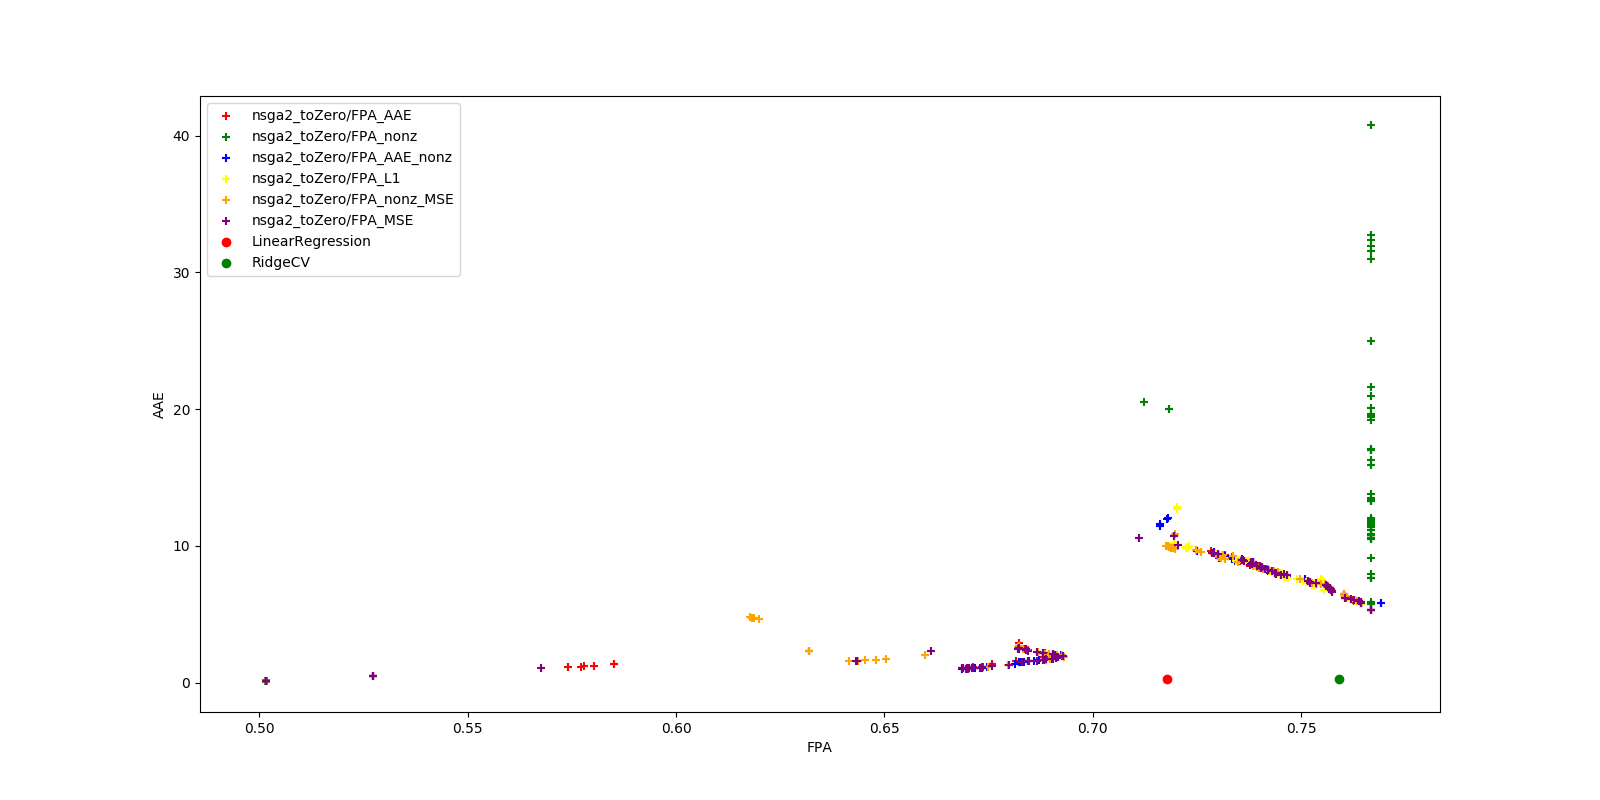 nsga2_toZero/FPA_AAE
nsga2_toZero/FPA_nonz
nsga2_toZero/FPA_AAE_nonz
nsga2_toZero/FPA_L1
nsga2_toZero/FPA_nonz_MSE
nsga2_toZero/FPA_MSE
LinearRegression
RidgeCV
AAE
40
30
20
10
0
0.50 0.55 0.60 0.65 0.70 0.75
FPA